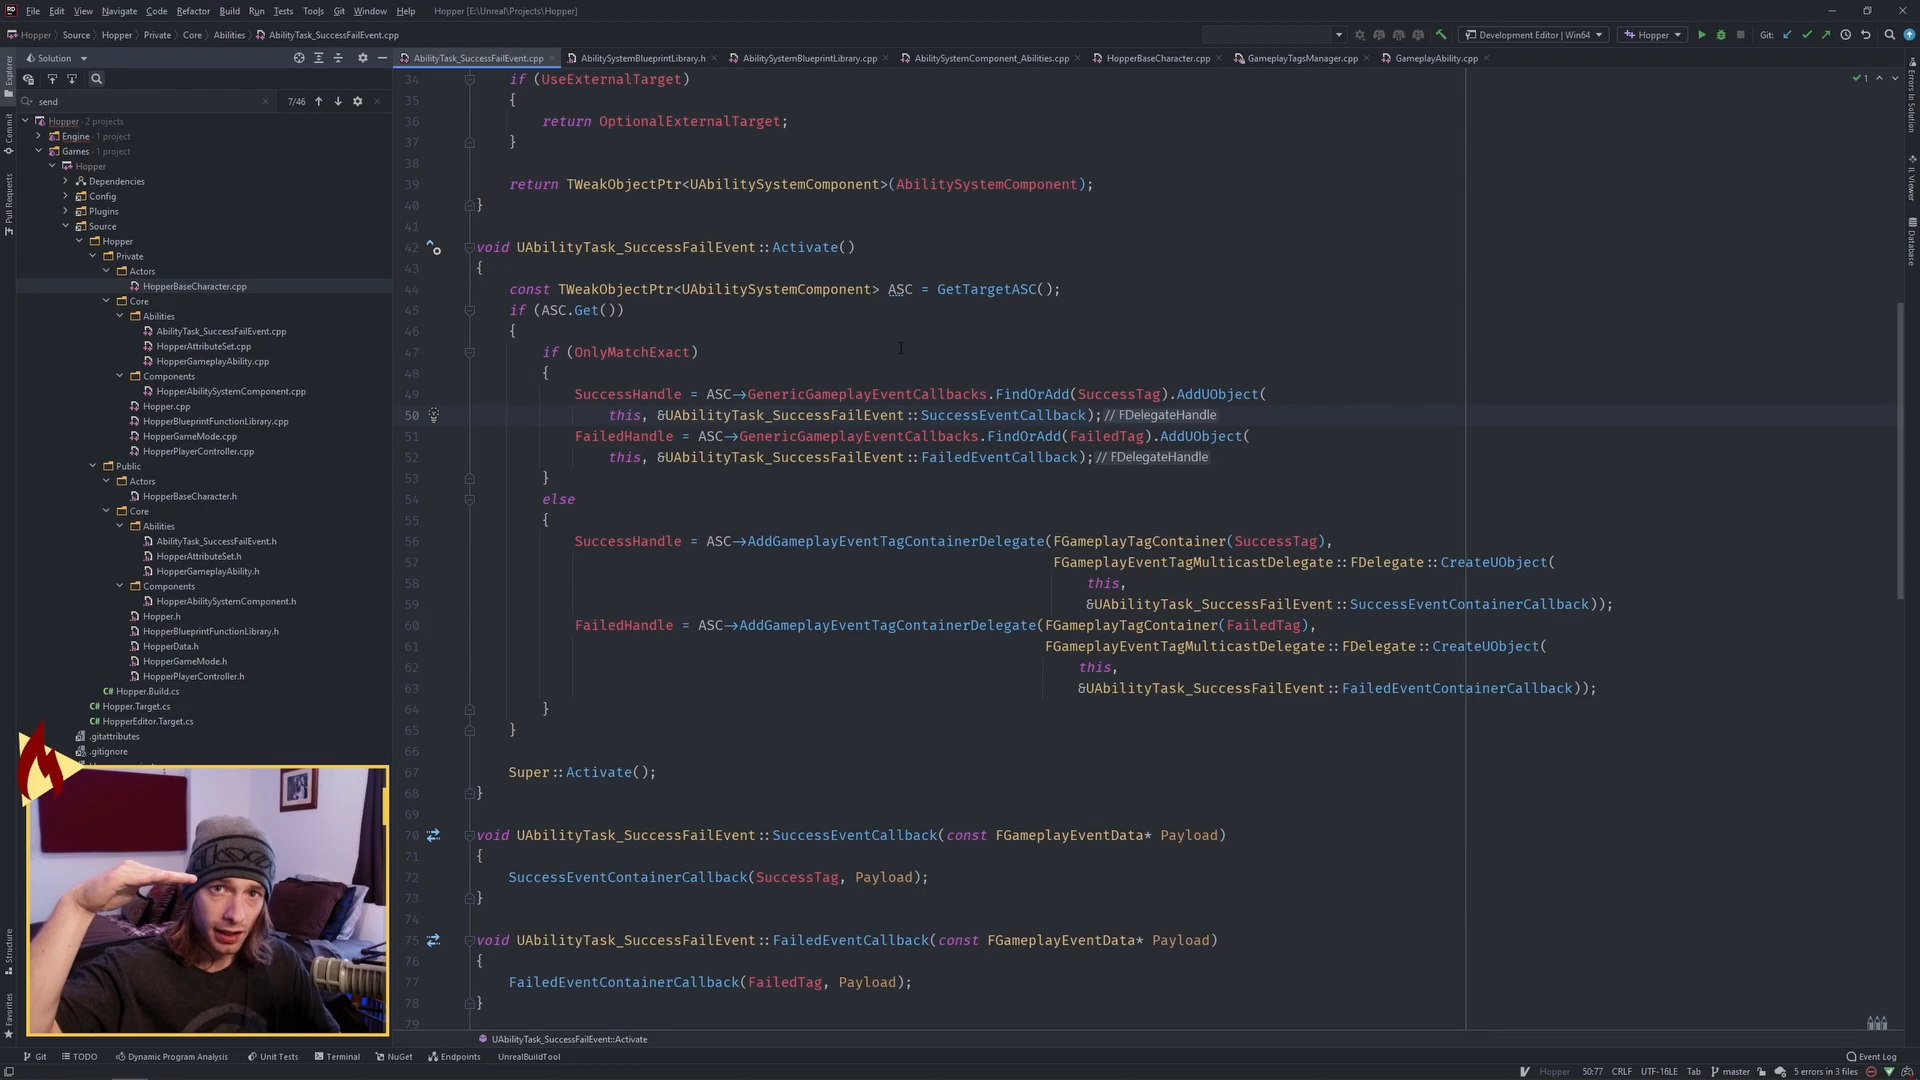 File Edit View Navigate Code Refactor Build Run Tests Tools Git Window Help Hopper [E:\Unreal\Projects\Hopper]
Hopper Source Hopper Private Core Abilities AbilityTask_SuccessFailEvent.cpp Development Editor | Win64 Hopper Git:
Solution AbilityTask_SuccessFailEvent.cpp AbilitySystemBlueprintLibrary.h AbilitySystemBlueprintLibrary.cpp AbilitySystemComponent_Abilities.cpp HopperBaseCharacter.cpp GameplayTagsManager.cpp GameplayAbility.cpp
send 7/46
Hopper · 2 projects
Engine · 1 project
Games · 1 project
Hopper
Dependencies
Config
Plugins
Source
Hopper
Private
Actors
HopperBaseCharacter.cpp
Core
Abilities
AbilityTask_SuccessFailEvent.cpp
HopperAttributeSet.cpp
HopperGameplayAbility.cpp
Components
HopperAbilitySystemComponent.cpp
Hopper.cpp
HopperBlueprintFunctionLibrary.cpp
HopperGameMode.cpp
HopperPlayerController.cpp
Public
Actors
HopperBaseCharacter.h
Core
Abilities
AbilityTask_SuccessFailEvent.h
HopperAttributeSet.h
HopperGameplayAbility.h
Components
HopperAbilitySystemComponent.h
Hopper.h
HopperBlueprintFunctionLibrary.h
HopperData.h
HopperGameMode.h
HopperPlayerController.h
Hopper.Build.cs
Hopper.Target.cs
HopperEditor.Target.cs
.gitattributes
.gitignore
Explorer
Commit
Pull Requests
Structure
Favorites
34 if (UseExternalTarget)
35 {
36 return OptionalExternalTarget;
37 }
38
39 return TWeakObjectPtr<UAbilitySystemComponent>(AbilitySystemComponent);
40 }
41
42 void UAbilityTask_SuccessFailEvent::Activate()
43 {
44 const TWeakObjectPtr<UAbilitySystemComponent> ASC = GetTargetASC();
45 if (ASC.Get())
46 {
47 if (OnlyMatchExact)
48 {
49 SuccessHandle = ASC→GenericGameplayEventCallbacks.FindOrAdd(SuccessTag).AddUObject(
50 this, &UAbilityTask_SuccessFailEvent::SuccessEventCallback); // FDelegateHandle
51 FailedHandle = ASC→GenericGameplayEventCallbacks.FindOrAdd(FailedTag).AddUObject(
52 this, &UAbilityTask_SuccessFailEvent::FailedEventCallback); // FDelegateHandle
53 }
54 else
55 {
56 SuccessHandle = ASC→AddGameplayEventTagContainerDelegate(FGameplayTagContainer(SuccessTag),
57 FGameplayEventTagMulticastDelegate::FDelegate::CreateUObject(
58 this,
59 &UAbilityTask_SuccessFailEvent::SuccessEventContainerCallback));
60 FailedHandle = ASC→AddGameplayEventTagContainerDelegate(FGameplayTagContainer(FailedTag),
61 FGameplayEventTagMulticastDelegate::FDelegate::CreateUObject(
62 this,
63 &UAbilityTask_SuccessFailEvent::FailedEventContainerCallback));
64 }
65 }
66
67 Super::Activate();
68 }
69
70 void UAbilityTask_SuccessFailEvent::SuccessEventCallback(const FGameplayEventData* Payload)
71 {
72 SuccessEventContainerCallback(SuccessTag, Payload);
73 }
74
75 void UAbilityTask_SuccessFailEvent::FailedEventCallback(const FGameplayEventData* Payload)
76 {
77 FailedEventContainerCallback(FailedTag, Payload);
78 }
79
1
Errors In Solution
IL Viewer
Database
UAbilityTask_SuccessFailEvent::Activate
Git TODO Dynamic Program Analysis Unit Tests Terminal NuGet Endpoints UnrealBuildTool Event Log
Hopper 50:77 CRLF UTF-16LE Tab master 5 errors in 3 files